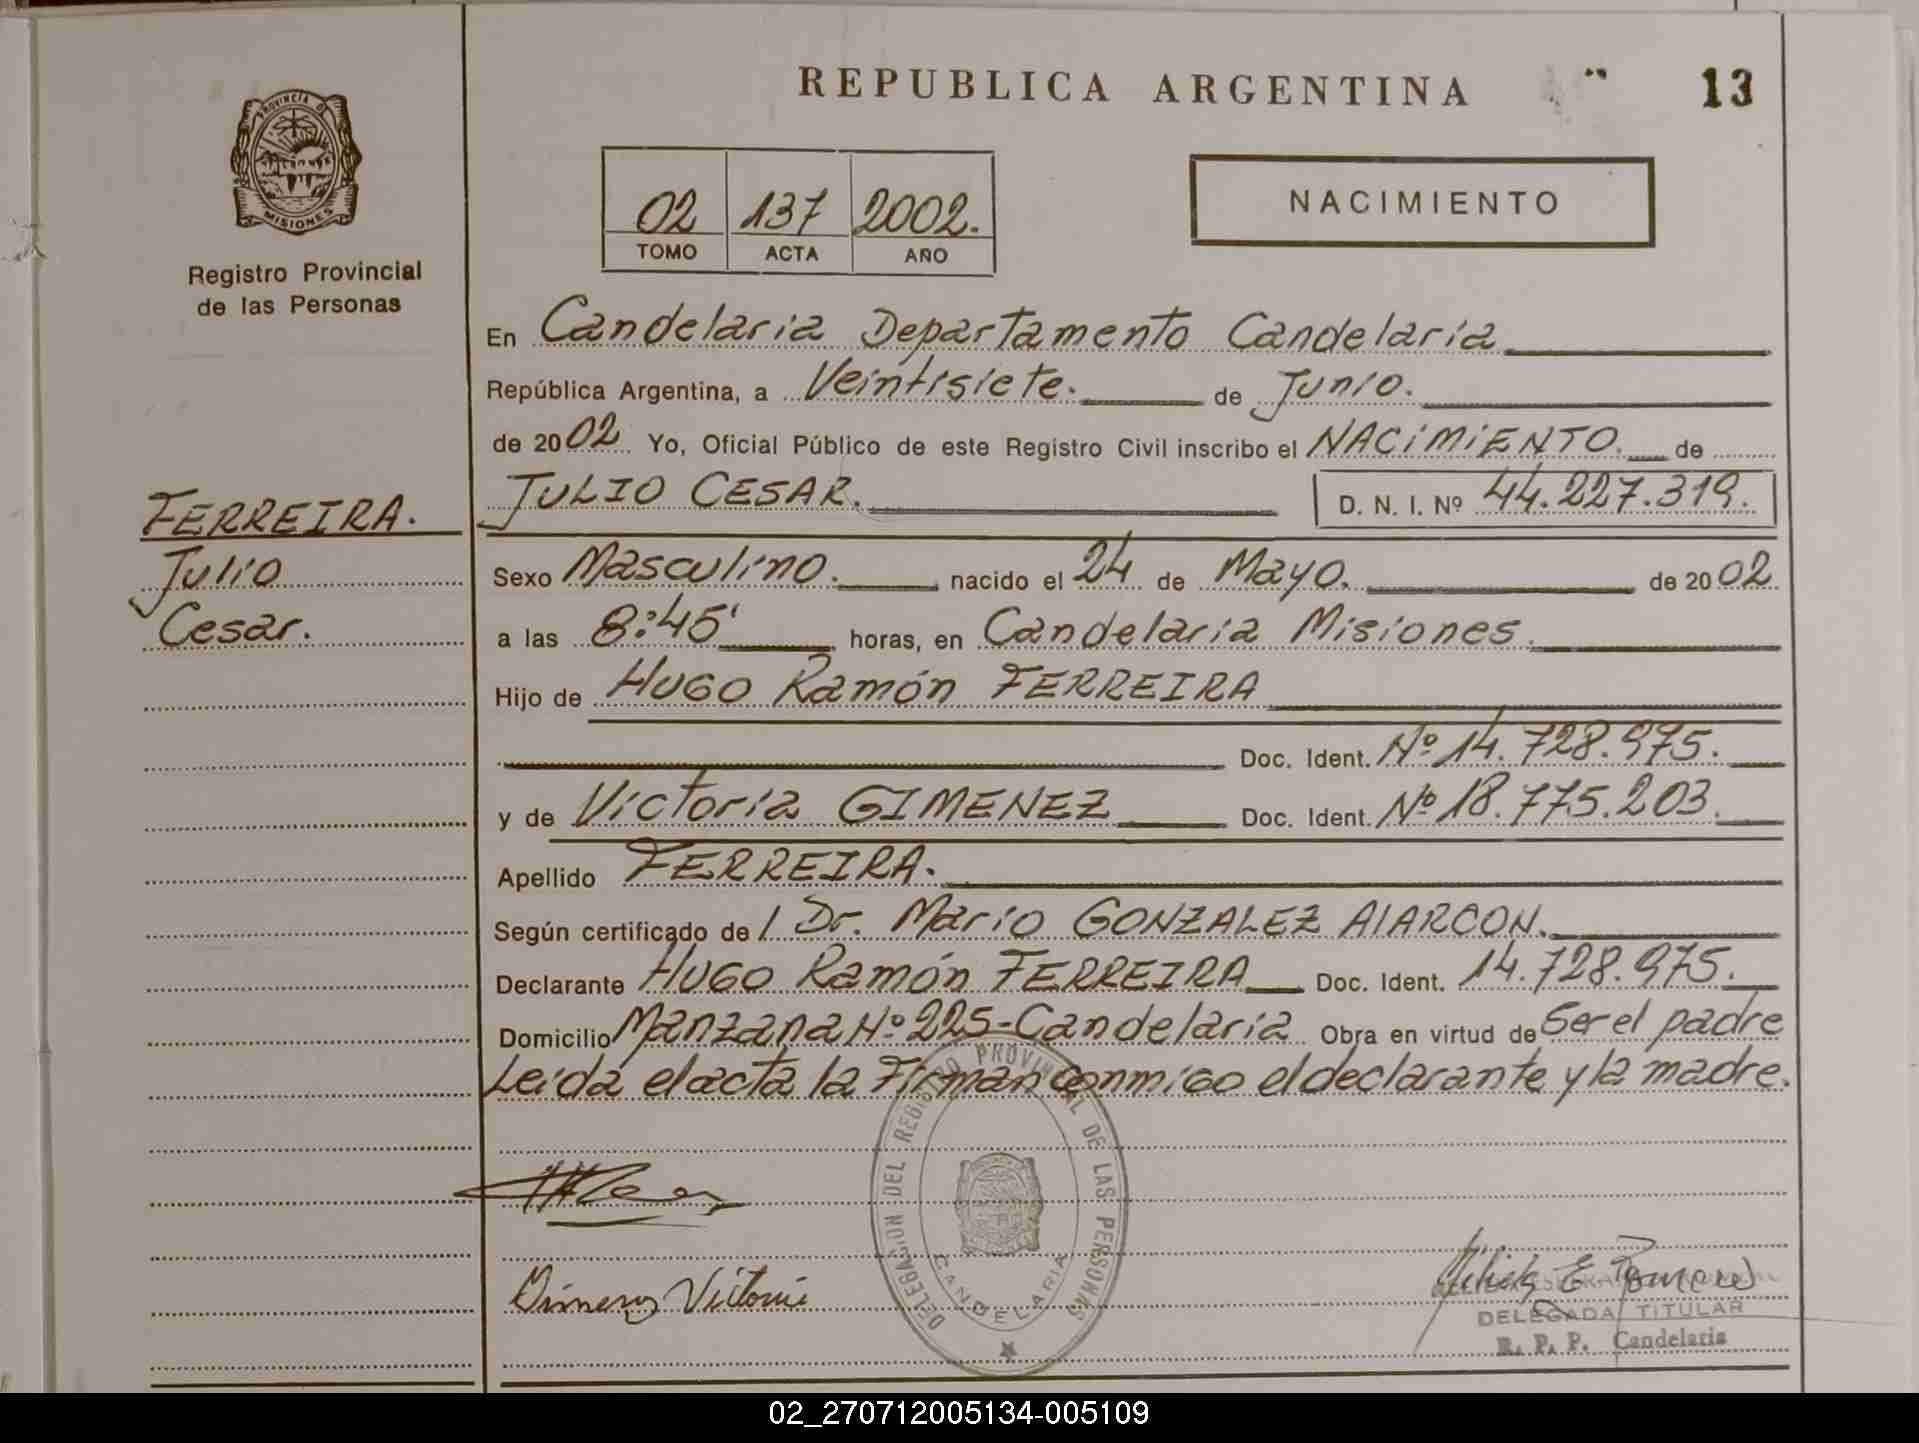 REPUBLICA ARGENTINA
13
PROVINCIA DE
MISIONES
Registro Provincial
de las Personas
02 137 2002.
TOMO ACTA AÑO
NACIMIENTO
En Candelaria Departamento Candelaria
República Argentina, a Veintisiete. de Junio.
de 2002 Yo, Oficial Público de este Registro Civil inscribo el NACIMIENTO. de
JULIO CESAR. D. N. I. Nº 44.227.319.
FERREIRA.
Julio
Cesar.
Sexo Masculino. nacido el 24 de Mayo. de 2002
a las 8:45' horas, en Candelaria Misiones.
Hijo de HUGO Ramón FERREIRA
Doc. Ident. Nº 14.728.975.
y de Victoria GIMENEZ Doc. Ident. Nº 18.775.203.
Apellido FERREIRA.
Según certificado de / Dr. Mario GONZALEZ AlARCON.
Declarante HUGO Ramón FERREIRA Doc. Ident. 14.728.975.
Domicilio Manzana Nº 225-Candelaria Obra en virtud de Ser el padre
Leida el acta la Firman conmigo el declarante y la madre.
DELEGACION DEL REGISTRO PROVINCIAL DE LAS PERSONAS
CANDELARIA
Gimenez Victoria
DELEGADA TITULAR
R. P. P. Candelaria
02_270712005134-005109